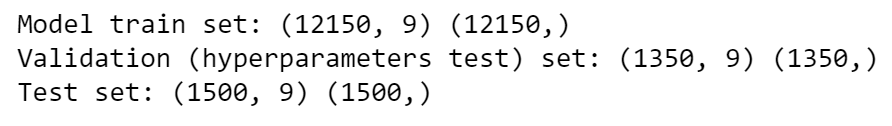 Model train set: (12150, 9) (12150,)
Validation (hyperparameters test) set: (1350, 9) (1350,)
Test set: (1500, 9) (1500,)